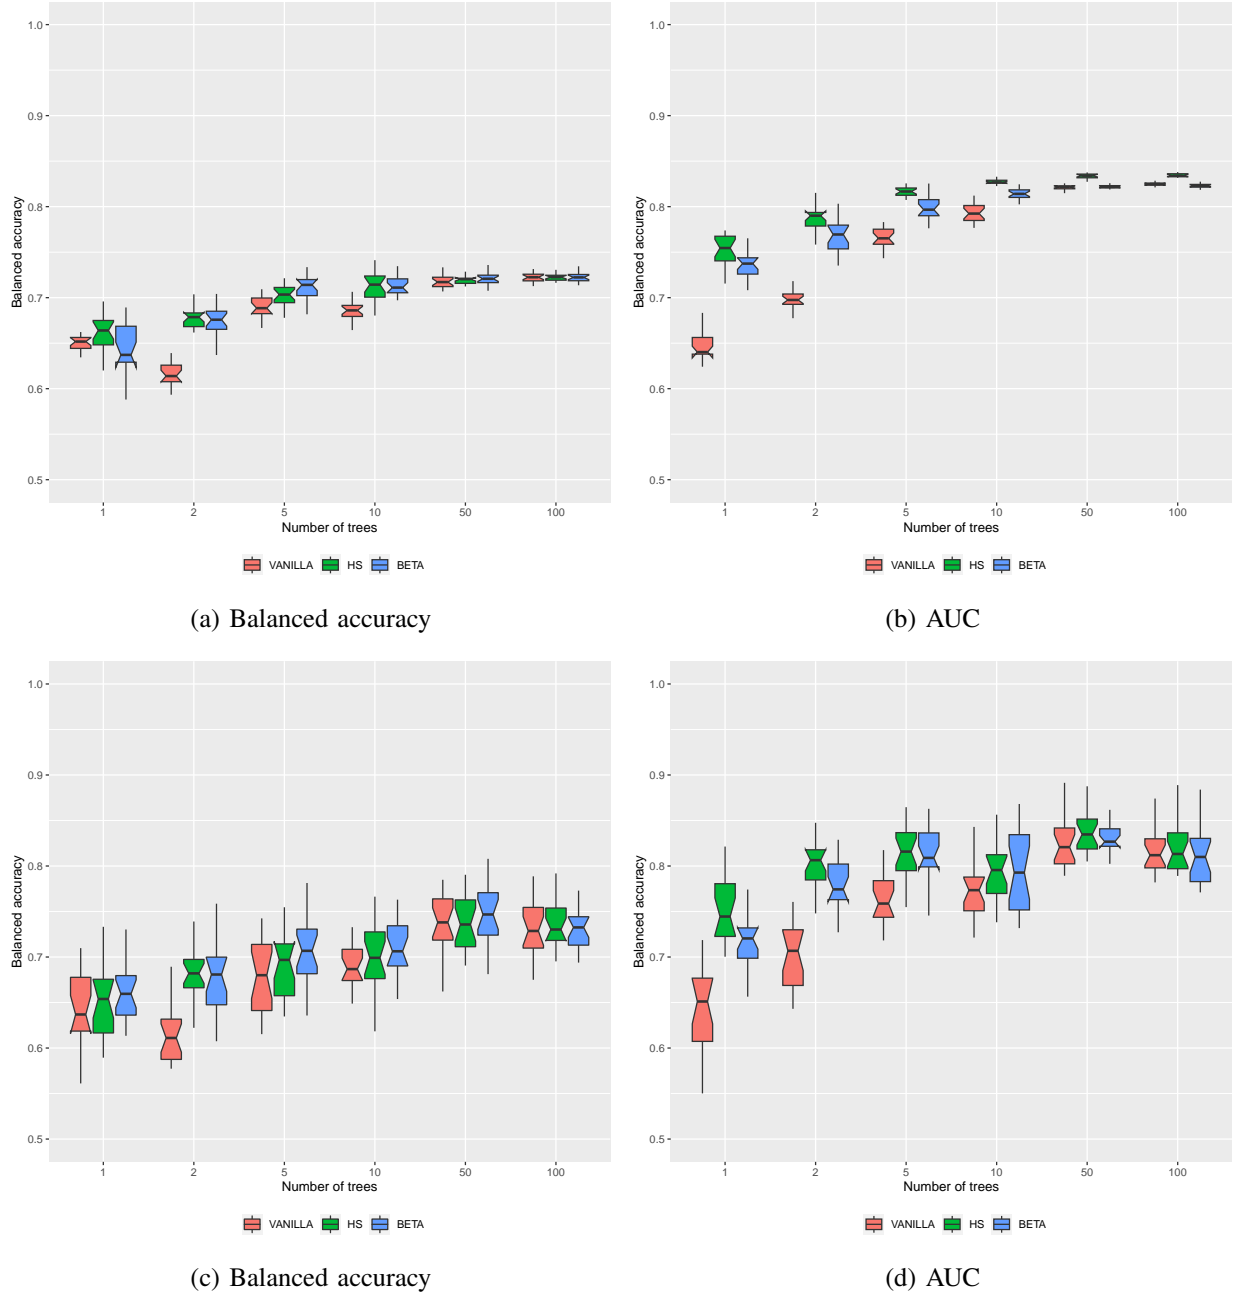 1.0
0.9
0.8
0.7
0.6
0.5
Balanced accuracy
1 2 5 10 50 100
Number of trees
VANILLA HS BETA
(a) Balanced accuracy
1.0
0.9
0.8
0.7
0.6
0.5
Balanced accuracy
1 2 5 10 50 100
Number of trees
VANILLA HS BETA
(b) AUC
1.0
0.9
0.8
0.7
0.6
0.5
Balanced accuracy
1 2 5 10 50 100
Number of trees
VANILLA HS BETA
(c) Balanced accuracy
1.0
0.9
0.8
0.7
0.6
0.5
Balanced accuracy
1 2 5 10 50 100
Number of trees
VANILLA HS BETA
(d) AUC